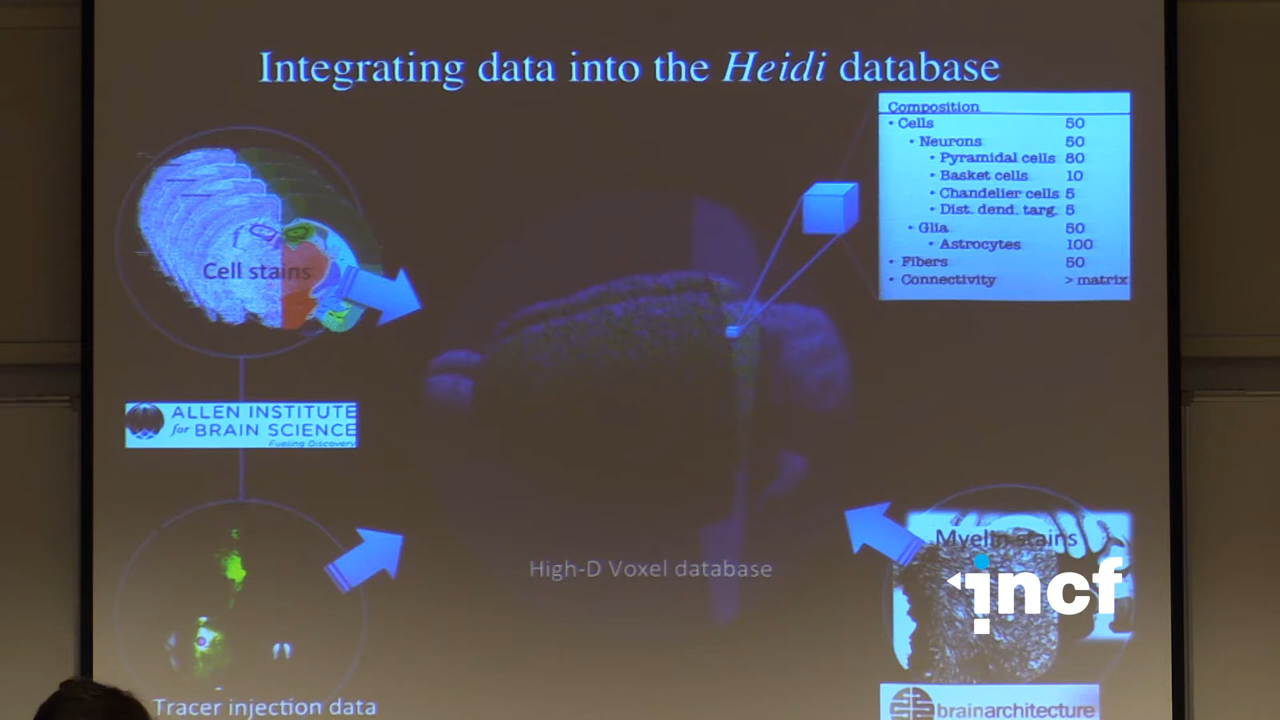 Integrating data into the Heidi database
Composition
• Cells 50
• Neurons 50
• Pyramidal cells 80
• Basket cells 10
• Chandelier cells 5
• Dist. dend. targ. 5
• Glia 50
• Astrocytes 100
• Fibers 50
• Connectivity > matrix
Cell stains
ALLEN INSTITUTE
for BRAIN SCIENCE
Fueling Discovery
High-D Voxel database
Myelin stains
incf
Tracer injection data
brainarchitecture